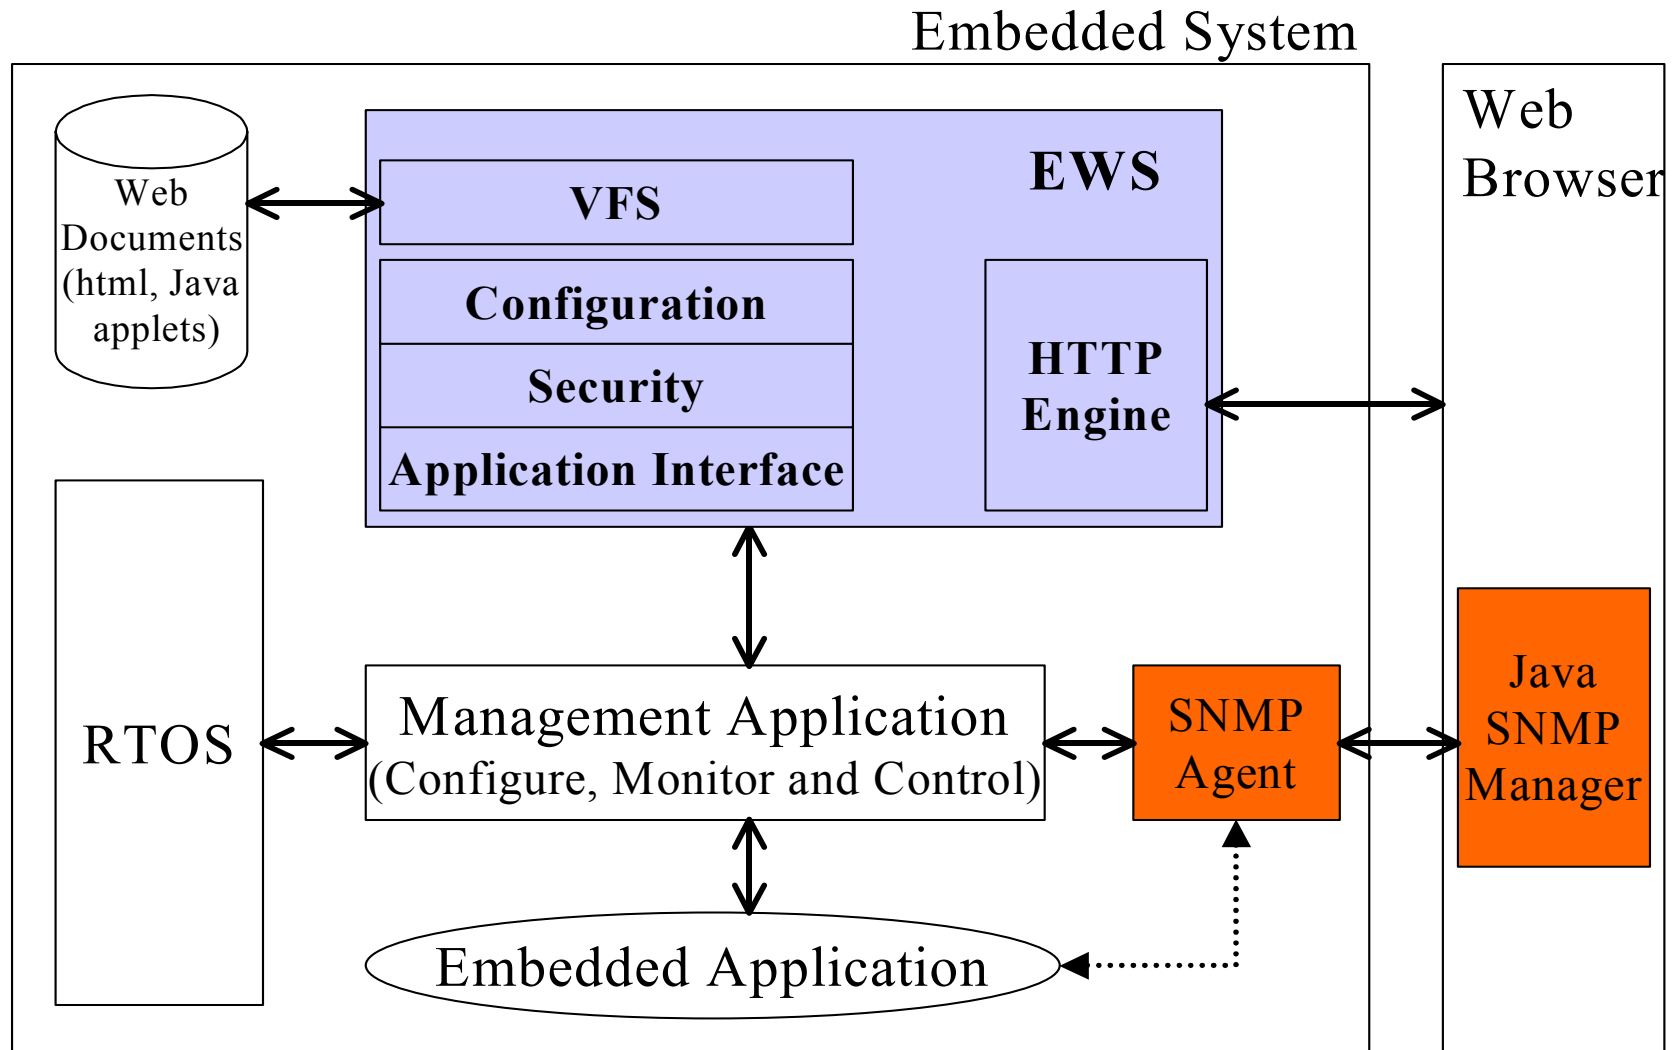 Embedded System
Web
Browser
EWS
VFS
Web
Documents
(html, Java
applets)
Configuration
Security
Application Interface
HTTP
Engine
RTOS
Management Application
(Configure, Monitor and Control)
SNMP
Agent
Java
SNMP
Manager
Embedded Application